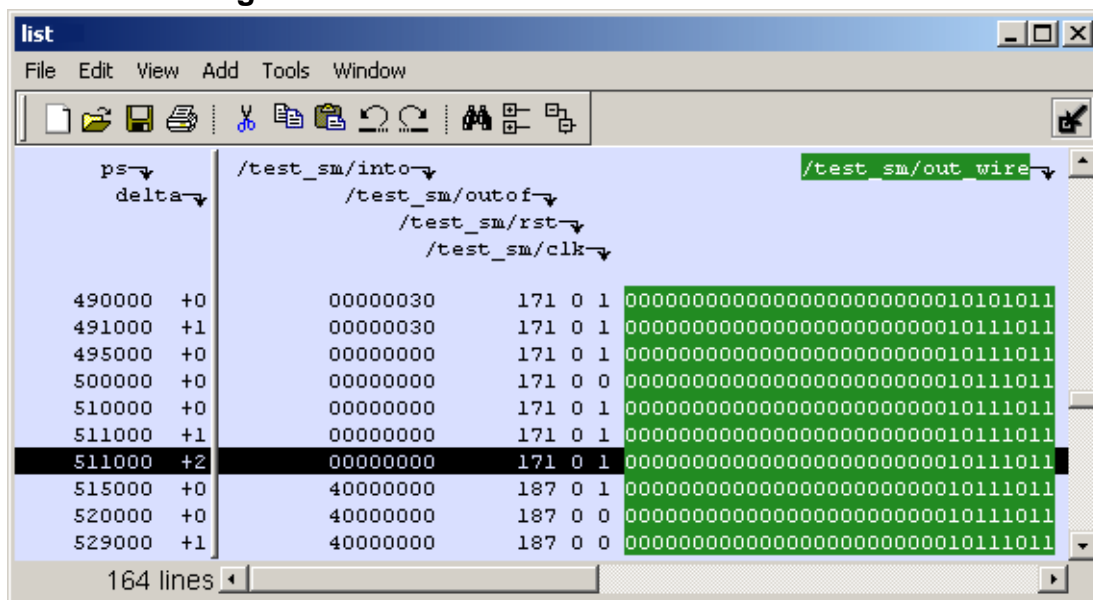 list
File Edit View Add Tools Window
ps /test_sm/into /test_sm/out_wire
delta /test_sm/outof
/test_sm/rst
/test_sm/clk
490000 +0 00000030 171 0 1 00000000000000000000000010101011
491000 +1 00000030 171 0 1 00000000000000000000000010111011
495000 +0 00000000 171 0 1 00000000000000000000000010111011
500000 +0 00000000 171 0 0 00000000000000000000000010111011
510000 +0 00000000 171 0 1 00000000000000000000000010111011
511000 +1 00000000 171 0 1 00000000000000000000000010111011
511000 +2 00000000 171 0 1 00000000000000000000000010111011
515000 +0 40000000 187 0 1 00000000000000000000000010111011
520000 +0 40000000 187 0 0 00000000000000000000000010111011
529000 +1 40000000 187 0 0 00000000000000000000000010111011
164 lines